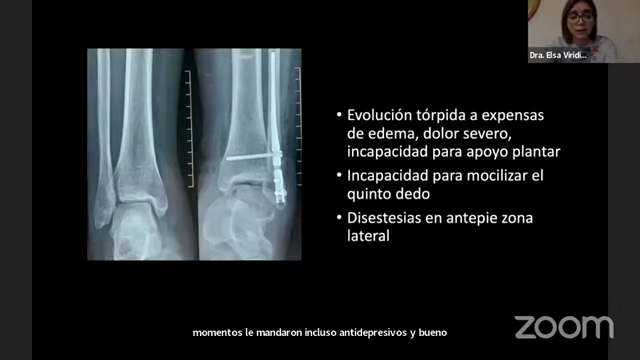 Dra. Elsa Viridi...
• Evolución tórpida a expensas
de edema, dolor severo,
incapacidad para apoyo plantar
• Incapacidad para mocilizar el
quinto dedo
• Disestesias en antepie zona
lateral
momentos le mandaron incluso antidepresivos y bueno
zoom